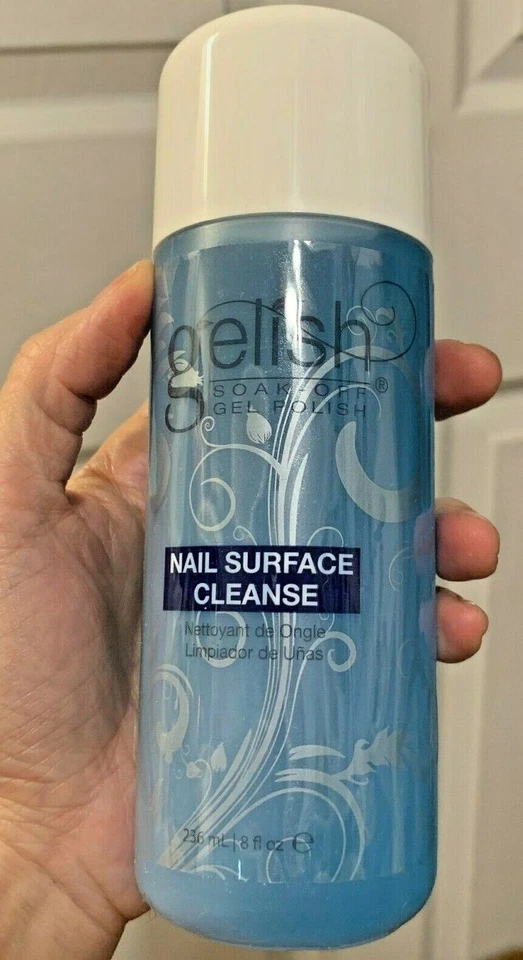 gelish
SOAK-OFF®
GEL POLISH
NAIL SURFACE
CLEANSE
Nettoyant de Ongle
Limpiador de Uñas
236 mL | 8 fl oz ℮